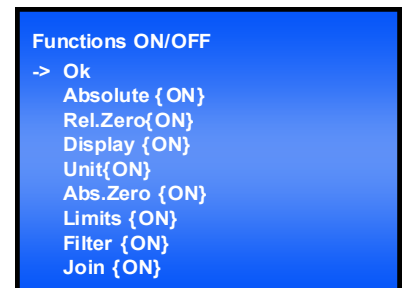 Functions ON/OFF
-> Ok
Absolute {ON}
Rel.Zero{ON}
Display {ON}
Unit{ON}
Abs.Zero {ON}
Limits {ON}
Filter {ON}
Join {ON}